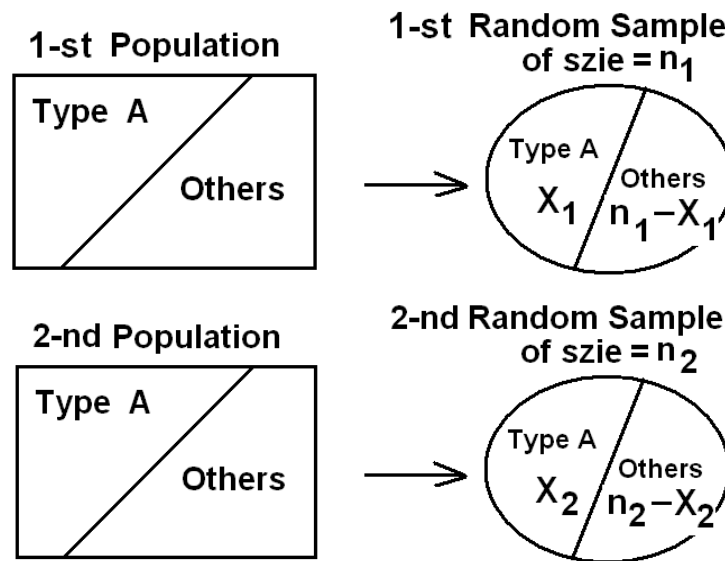 1-st Population
Type A
Others
1-st Random Sample
of szie = n₁
Type A
X₁
Others
n₁−X₁
2-nd Population
Type A
Others
2-nd Random Sample
of szie = n₂
Type A
X₂
Others
n₂−X₂